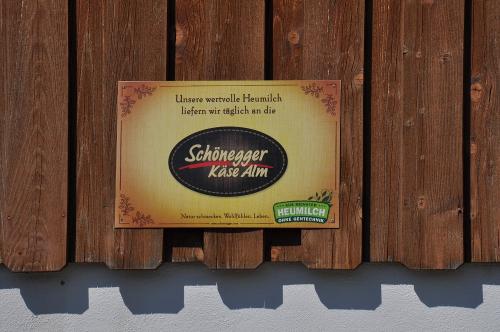 Unsere wertvolle Heumilch
liefern wir täglich an die
Schönegger
Käse Alm
HEUMILCH
OHNE GENTECHNIK
Natur schmecken. Wohlfühlen. Leben.